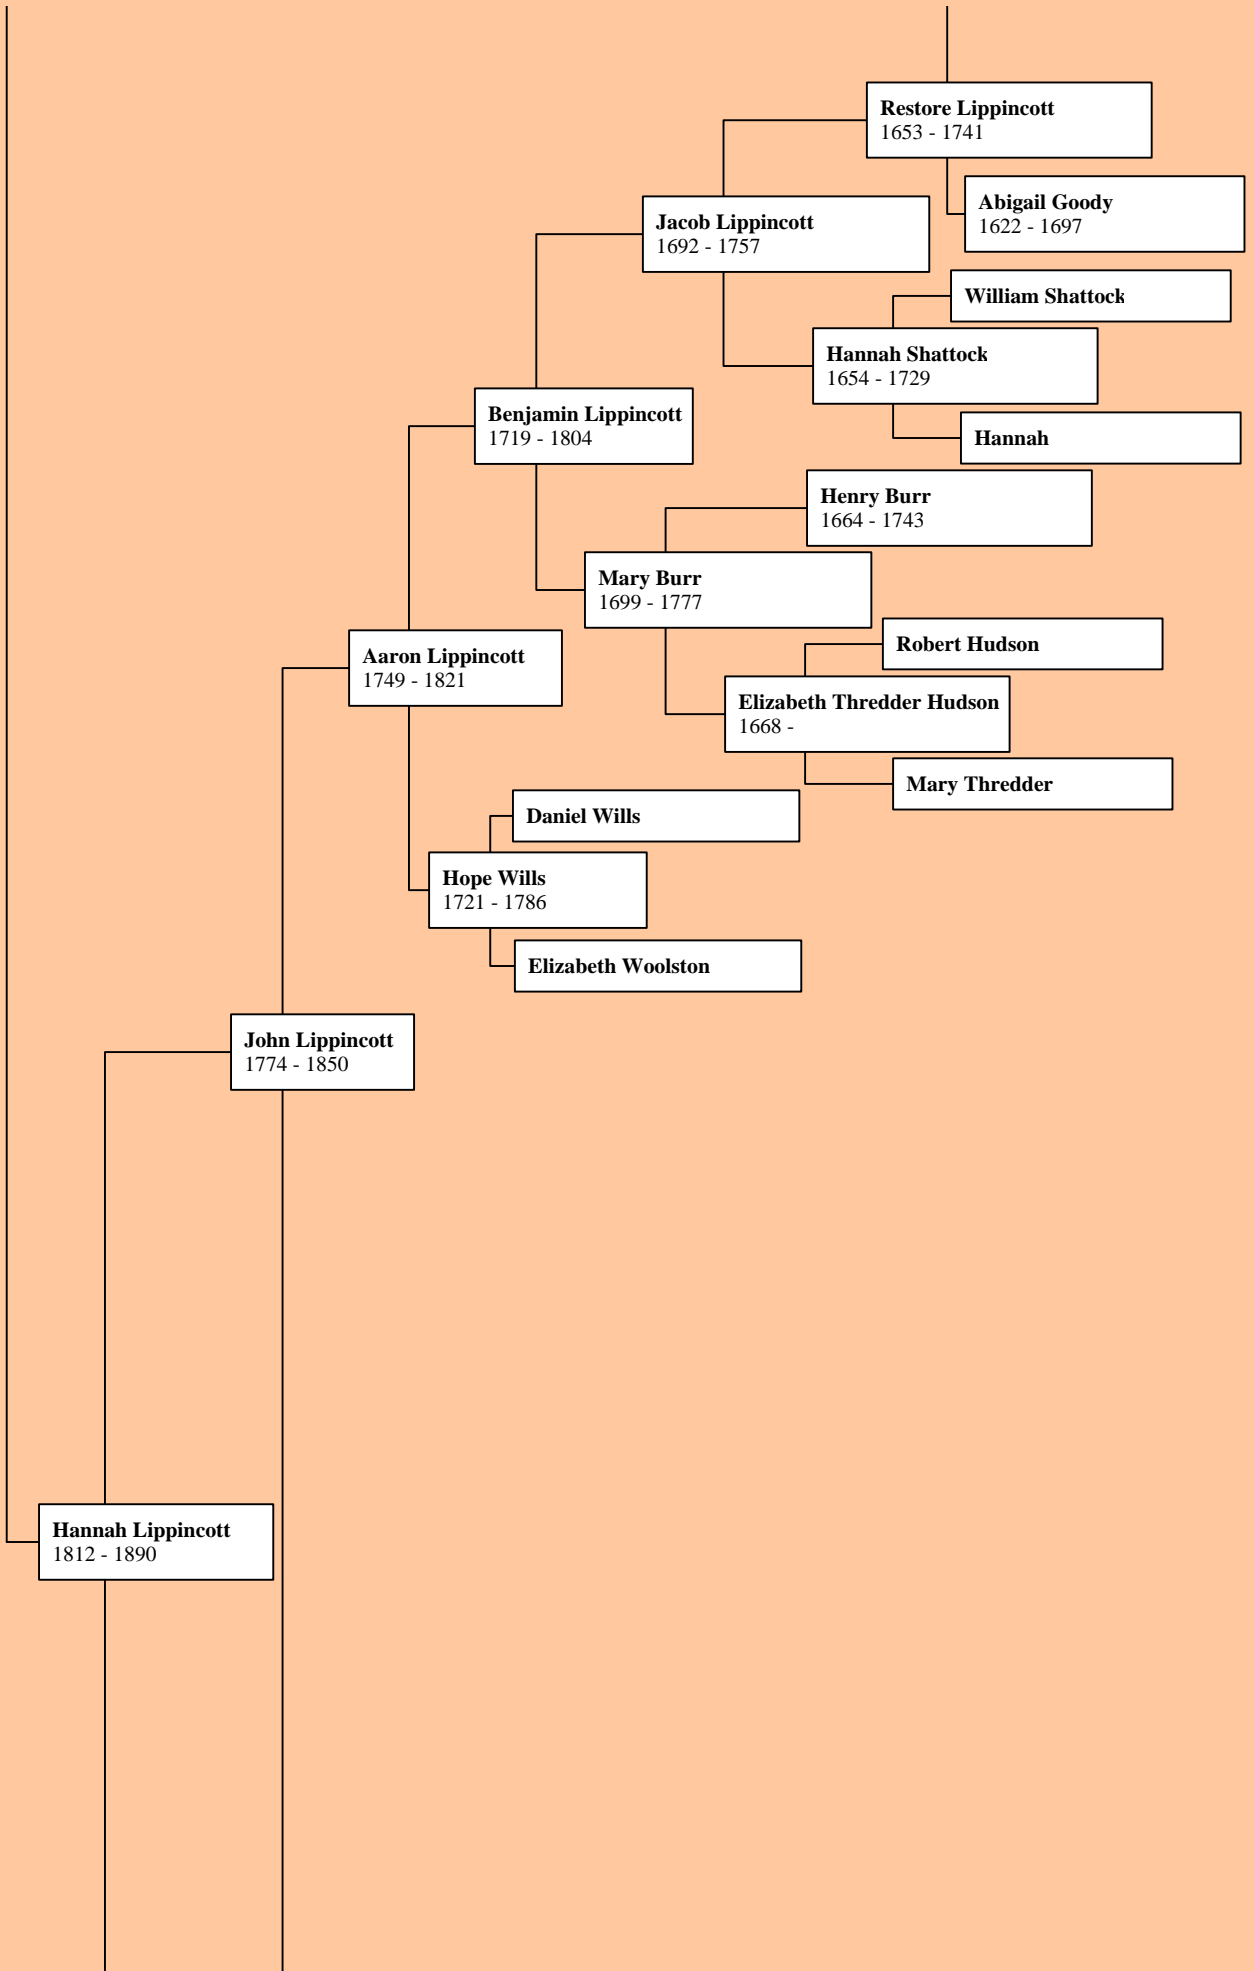 Restore Lippincott
1653 - 1741
Abigail Goody
1622 - 1697
Jacob Lippincott
1692 - 1757
William Shattock
Hannah Shattock
1654 - 1729
Benjamin Lippincott
1719 - 1804
Hannah
Henry Burr
1664 - 1743
Mary Burr
1699 - 1777
Robert Hudson
Aaron Lippincott
1749 - 1821
Elizabeth Thredder Hudson
1668 -
Mary Thredder
Daniel Wills
Hope Wills
1721 - 1786
Elizabeth Woolston
John Lippincott
1774 - 1850
Hannah Lippincott
1812 - 1890